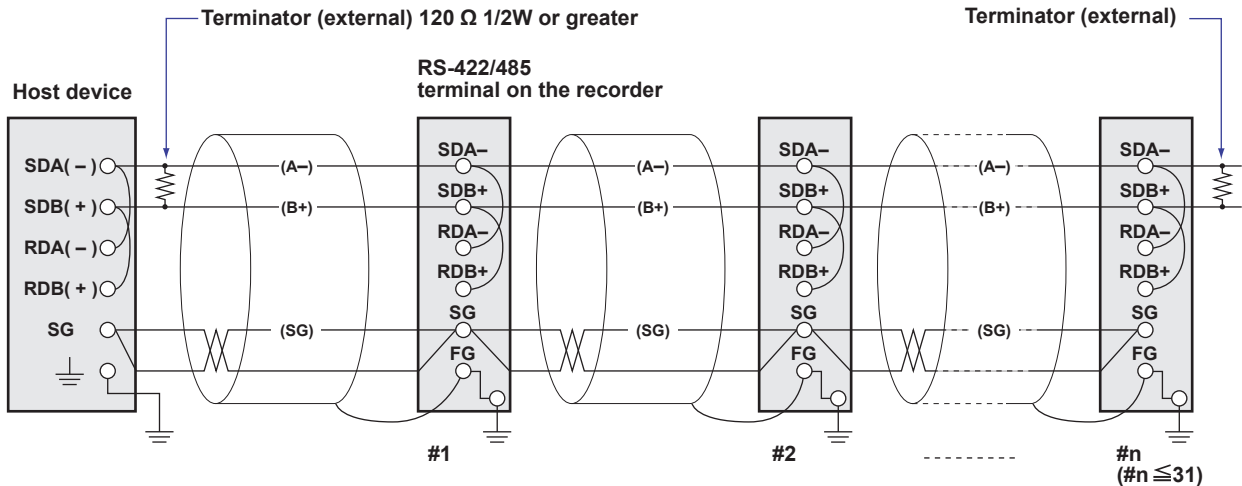 Terminator (external) 120 Ω 1/2W or greater
Terminator (external)
RS-422/485
terminal on the recorder
Host device
SDA( – )
SDB( + )
RDA( – )
RDB( + )
SG
(A–)
(B+)
(SG)
SDA–
SDB+
RDA–
RDB+
SG
FG
#1
(A–)
(B+)
(SG)
SDA–
SDB+
RDA–
RDB+
SG
FG
#2
(A–)
(B+)
(SG)
SDA–
SDB+
RDA–
RDB+
SG
FG
#n
(#n ≦31)